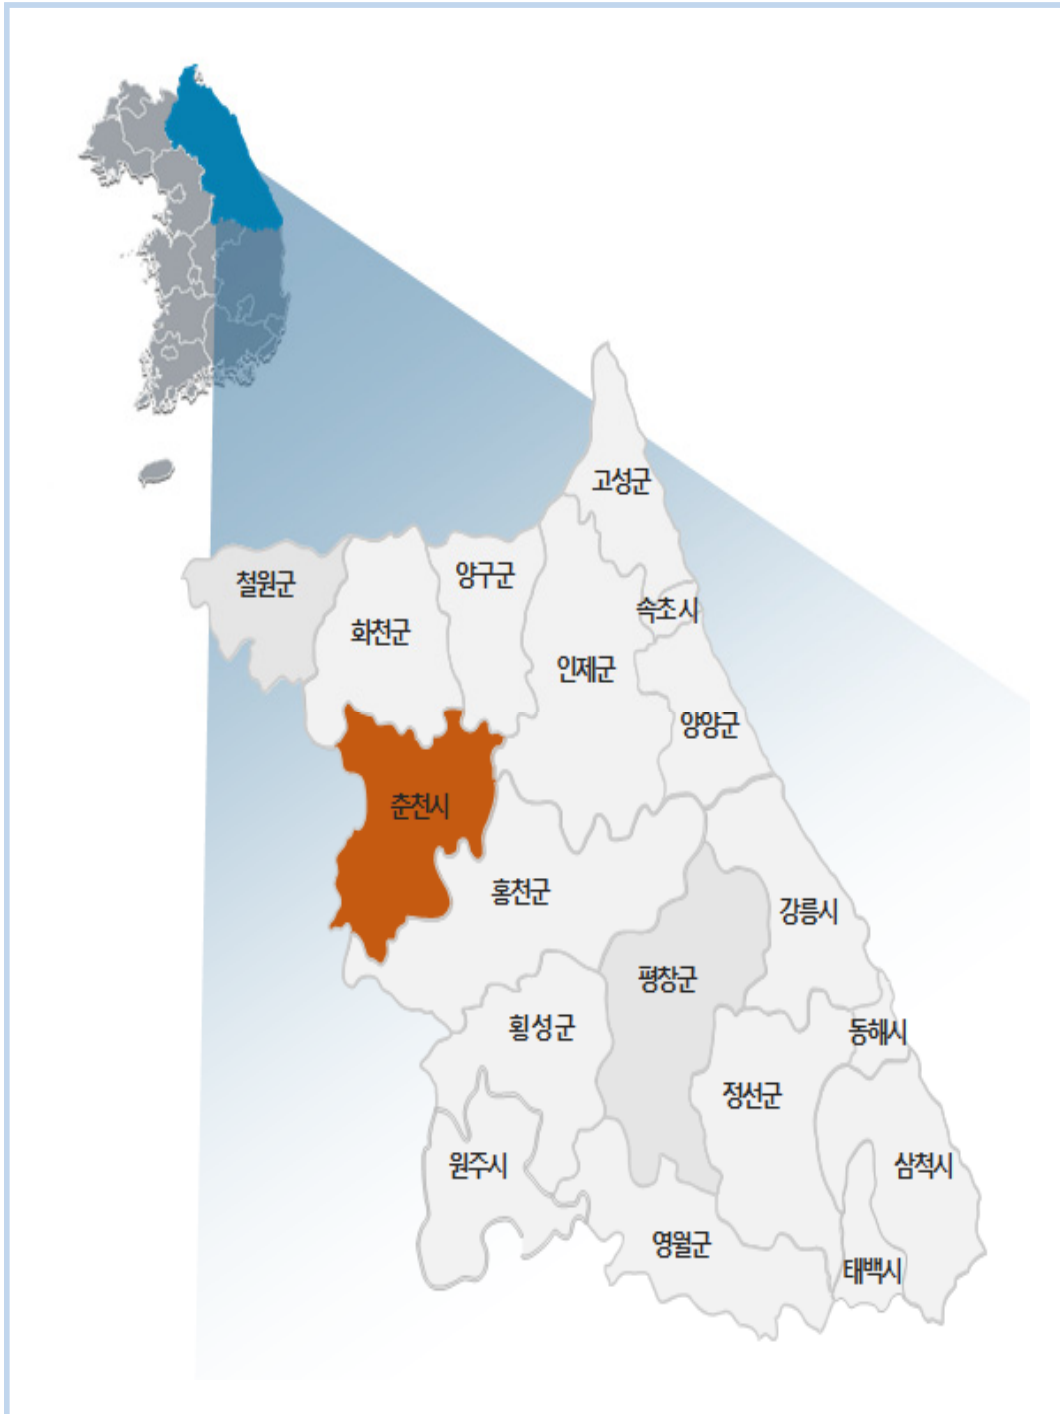 고성군
양구군
철원군
속초시
화천군
인제군
양양군
춘천시
홍천군
강릉시
평창군
횡성군
동해시
정선군
원주시
삼척시
영월군
태백시